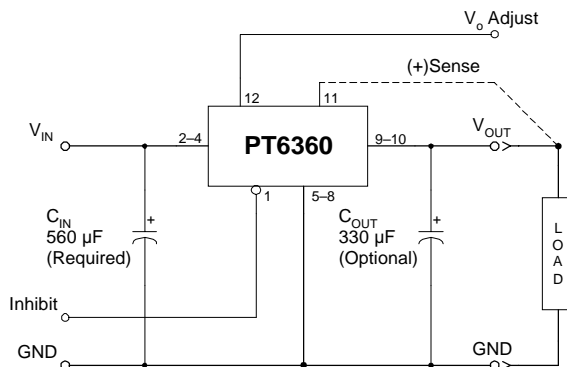 Vo Adjust
(+)Sense
12
11
VIN
2–4
PT6360
9–10
VOUT
1
5–8
CIN
560 µF
(Required)
+
COUT
330 µF
(Optional)
+
LOAD
Inhibit
GND
GND